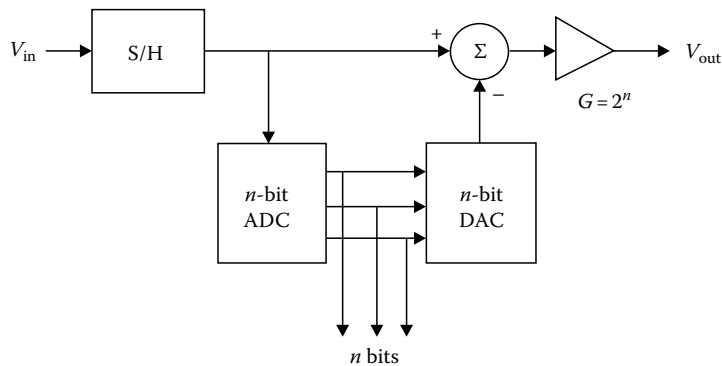 V_in
S/H
+
Σ
−
V_out
G = 2^n
n-bit
ADC
n-bit
DAC
n bits